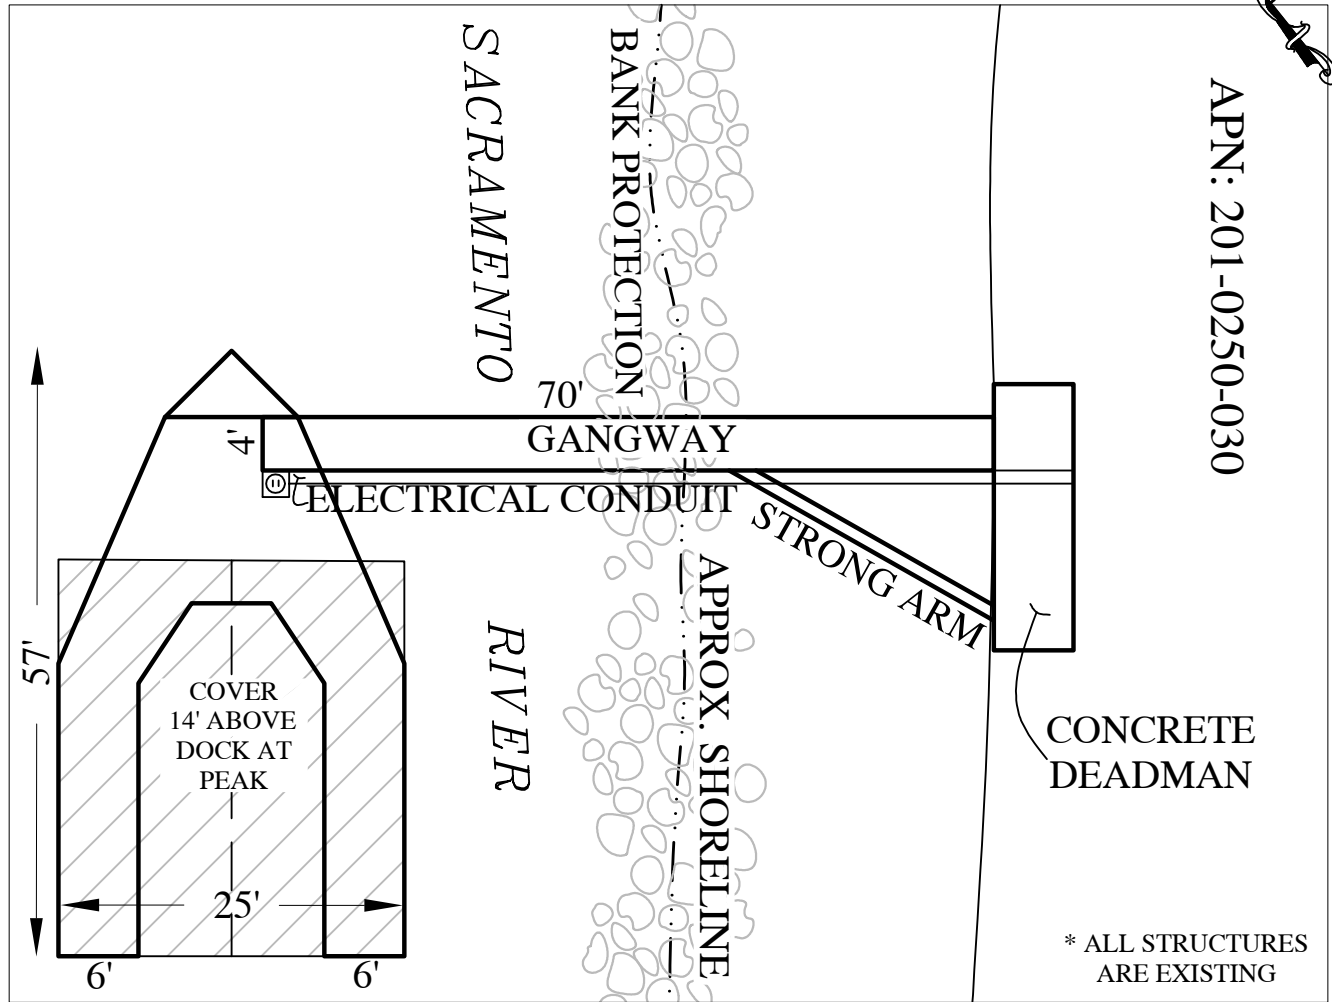 SACRAMENTO
RIVER
BANK PROTECTION
APN: 201-0250-030
70'
GANGWAY
4'
ELECTRICAL CONDUIT
STRONG ARM
APPROX. SHORELINE
57'
COVER
14' ABOVE
DOCK AT
PEAK
25'
6'
6'
CONCRETE
DEADMAN
* ALL STRUCTURES
ARE EXISTING